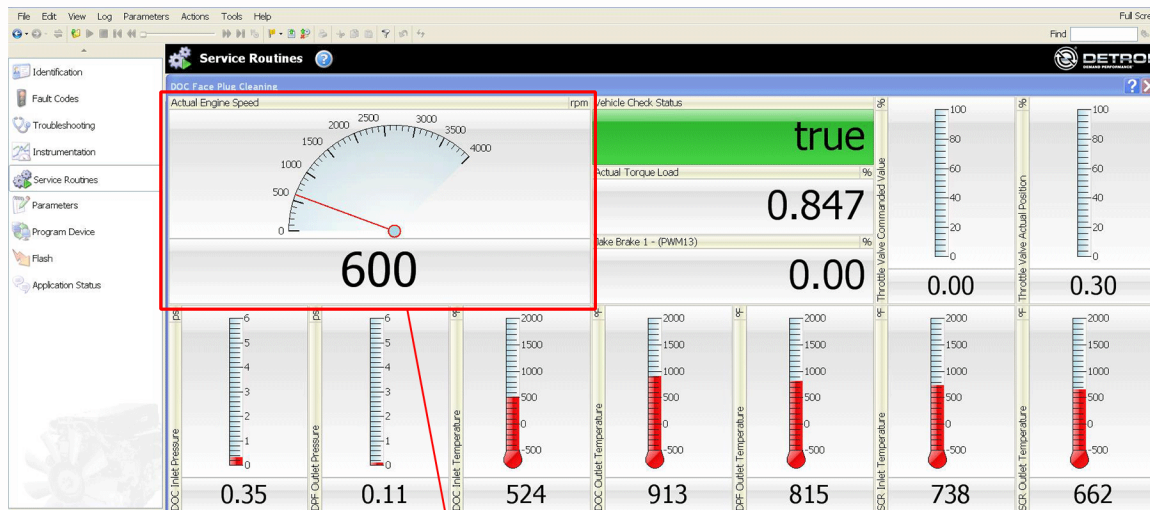 File Edit View Log Parameters Actions Tools Help Full Scre
Find
Identification
Fault Codes
Troubleshooting
Instrumentation
Service Routines
Parameters
Program Device
Flash
Application Status
Service Routines ?
DETRO
DEMAND PERFORMANCE
DOC Face Plug Cleaning ?
Actual Engine Speed rpm
0 500 1000 1500 2000 2500 3000 3500 4000
600
Vehicle Check Status
true
Actual Torque Load %
0.847
Jake Brake 1 - (PWM13) %
0.00
Throttle Valve Commanded Value %
100
80
60
40
20
0
0.00
Throttle Valve Actual Position %
100
80
60
40
20
0
0.30
DOC Inlet Pressure psi
6
5
4
3
2
1
0
0.35
DPF Outlet Pressure psi
6
5
4
3
2
1
0
0.11
DOC Inlet Temperature °F
2000
1500
1000
500
0
-500
524
DOC Outlet Temperature °F
2000
1500
1000
500
0
-500
913
DPF Outlet Temperature °F
2000
1500
1000
500
0
-500
815
SCR Inlet Temperature °F
2000
1500
1000
500
0
-500
738
SCR Outlet Temperature °F
2000
1500
1000
500
0
-500
662